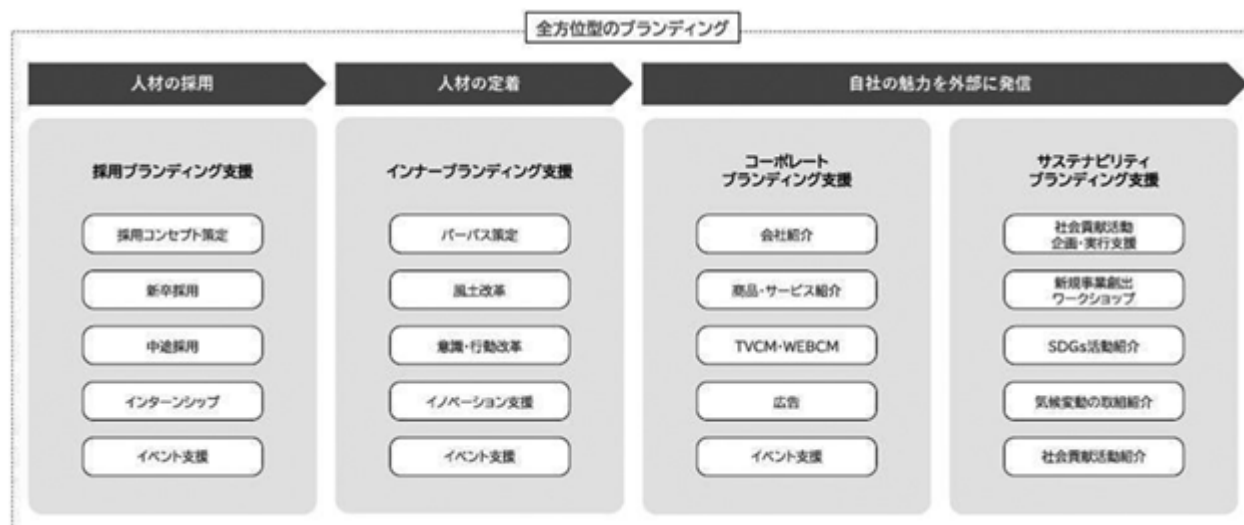 全方位型のブランディング
人材の採用
人材の定着
自社の魅力を外部に発信
採用ブランディング支援
採用コンセプト策定
新卒採用
中途採用
インターンシップ
イベント支援
インナーブランディング支援
パーパス策定
風土改革
意識・行動改革
イノベーション支援
イベント支援
コーポレート
ブランディング支援
会社紹介
商品・サービス紹介
TVCM・WEBCM
広告
イベント支援
サステナビリティ
ブランディング支援
社会貢献活動
企画・実行支援
新規事業創出
ワークショップ
SDGs活動紹介
気候変動の取組紹介
社会貢献活動紹介